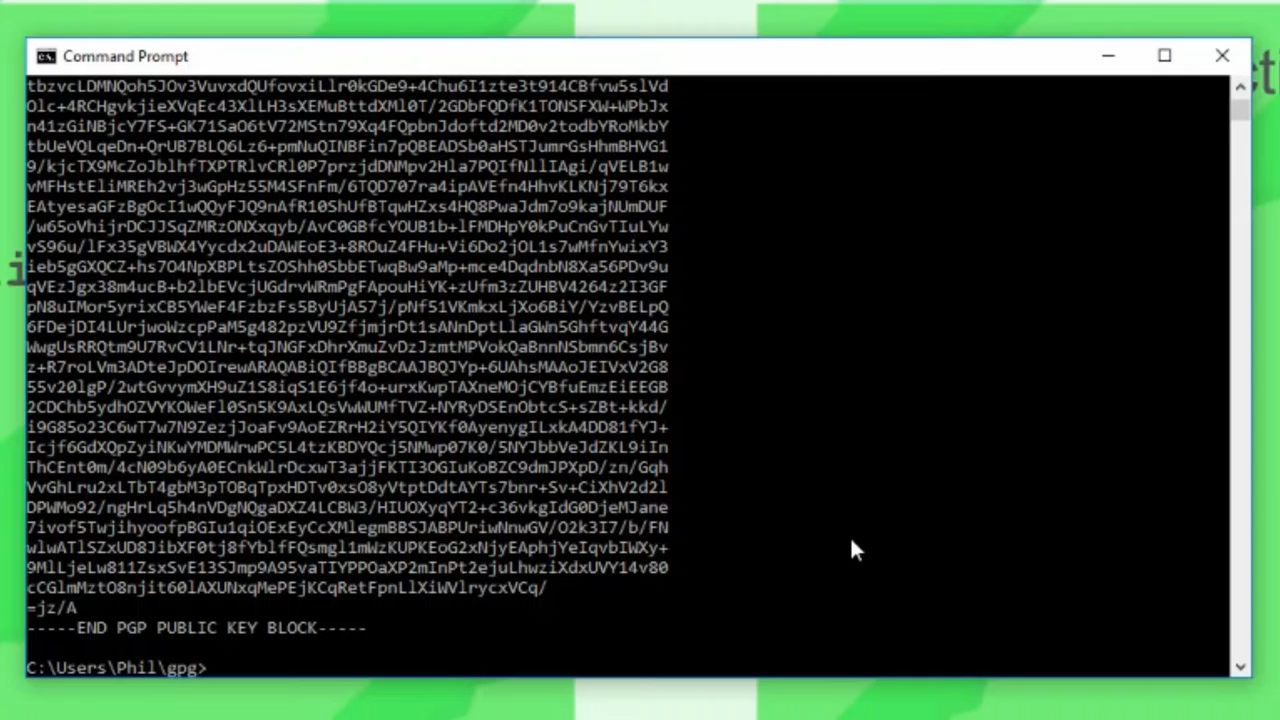 Command Prompt
tbzvcLDMNQoh5JOv3VuvxdQUfovxiLlr0kGDe9+4Chu6I1zte3t914CBfvw5slVd
Olc+4RCHgvkjieXVqEc43XlLH3sXEMuBttdXMl0T/2GDbFQDfK1TONSFXW+WPbJx
n41zGiNBjcY7FS+GK71SaO6tV72MStn79Xq4FQpbnJdoftd2MD0v2todbYRoMkbY
tbUeVQLqeDn+QrUB7BLQ6Lz6+pmNuQINBFin7pQBEADSb0aHSTJumrGsHhmBHVG1
9/kjcTX9McZoJblhfTXPTRlvCRl0P7przjdDNMpv2Hla7PQIfNllIAgi/qVELB1w
vMFHstEliMREh2vj3wGpHz55M4SFnFm/6TQD707ra4ipAVEfn4HhvKLKNj79T6kx
EAtyesaGFzBgOcI1wQQyFJQ9nAfR10ShUfBTqwHZxs4HQ8PwaJdm7o9kajNUmDUF
/w65oVhijrDCJJSqZMRzONXxqyb/AvC0GBfcYOUB1b+lFMDHpY0kPuCnGvTIuLYw
vS96u/lFx35gVBWX4Yycdx2uDAWEoE3+8ROuZ4FHu+Vi6Do2jOL1s7wMfnYwixY3
ieb5gGXQCZ+hs7O4NpXBPLtsZOShh0SbbETwqBw9aMp+mce4DqdnbN8Xa56PDv9u
qVEzJgx38m4ucB+b2lbEVcjUGdrvWRmPgFApouHiYK+zUfm3zZUHBV4264z2I3GF
pN8uIMor5yrixCB5YWeF4FzbzFs5ByUjA57j/pNf51VKmkxLjXo6BiY/YzvBELpQ
6FDejDI4LUrjwoWzcpPaM5g482pzVU9ZfjmjrDt1sANnDptLlaGWn5GhftvqY44G
WwgUsRRQtm9U7RvCV1LNr+tqJNGFxDhrXmuZvDzJzmtMPVokQaBnnNSbmn6CsjBv
z+R7roLVm3ADteJpDOIrewARAQABiQIfBBgBCAAJBQJYp+6UAhsMAAoJEIVxV2G8
55v20lgP/2wtGvvymXH9uZ1S8iqS1E6jf4o+urxKwpTAXneMOjCYBfuEmzEiEEGB
2CDChb5ydhOZVYKOWeFl0Sn5K9AxLQsVwWUMfTVZ+NYRyDSEnObtcS+sZBt+kkd/
i9G85o23C6wT7w7N9ZezjJoaFv9AoEZRrH2iY5QIYKf0AyenygILxkA4DD81fYJ+
Icjf6GdXQpZyiNKwYMDMWrwPC5L4tzKBDYQcj5NMwp07K0/5NYJbbVeJdZKL9iIn
ThCEnt0m/4cN09b6yA0ECnkWlrDcxwT3ajjFKTI3OGIuKoBZC9dmJPXpD/zn/Gqh
VvGhLru2xLTbT4gbM3pTOBqTpxHDTv0xsO8yVtptDdtAYTs7bnr+Sv+CiXhV2d2l
DPWMo92/ngHrLq5h4nVDgNQgaDXZ4LCBW3/HIUOXyqYT2+c36vkgIdG0DjeMJane
7ivof5TwjihyoofpBGIu1qiOExEyCcXMlegmBBSJABPUriwNnwGV/O2k3I7/b/FN
wlwATlSZxUD8JibXF0tj8fYblfFQsmgl1mWzKUPKEoG2xNjyEAphjYeIqvbIWXy+
9MlLjeLw811ZsxSvE13SJmp9A95vaTIYPPOaXP2mInPt2ejuLhwziXdxUVY14v80
cCGlmMztO8njit60lAXUNxqMePEjKCqRetFpnLlXiWVlrycxVCq/
=jz/A
-----END PGP PUBLIC KEY BLOCK-----
C:\Users\Phil\gpg>